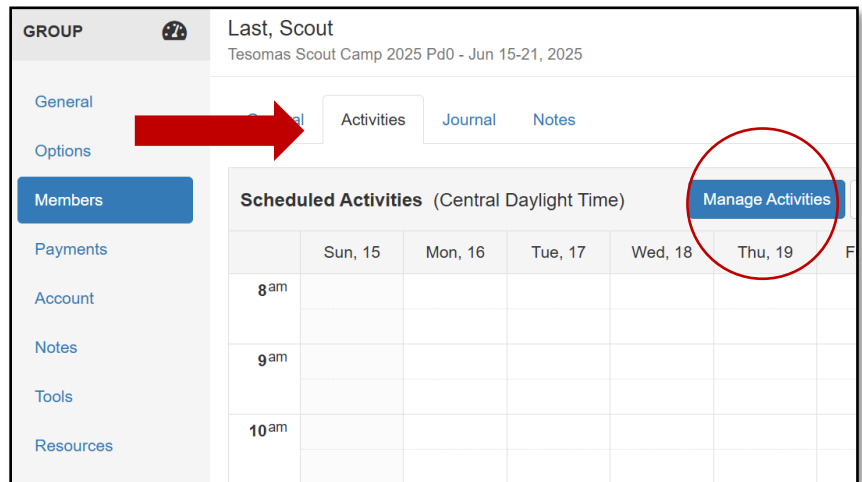 GROUP
Last, Scout
Tesomas Scout Camp 2025 Pd0 - Jun 15-21, 2025
General
Options
Members
Payments
Account
Notes
Tools
Resources
Activities Journal Notes
Scheduled Activities (Central Daylight Time) Manage Activities
Sun, 15 Mon, 16 Tue, 17 Wed, 18 Thu, 19 F
8am
9am
10am